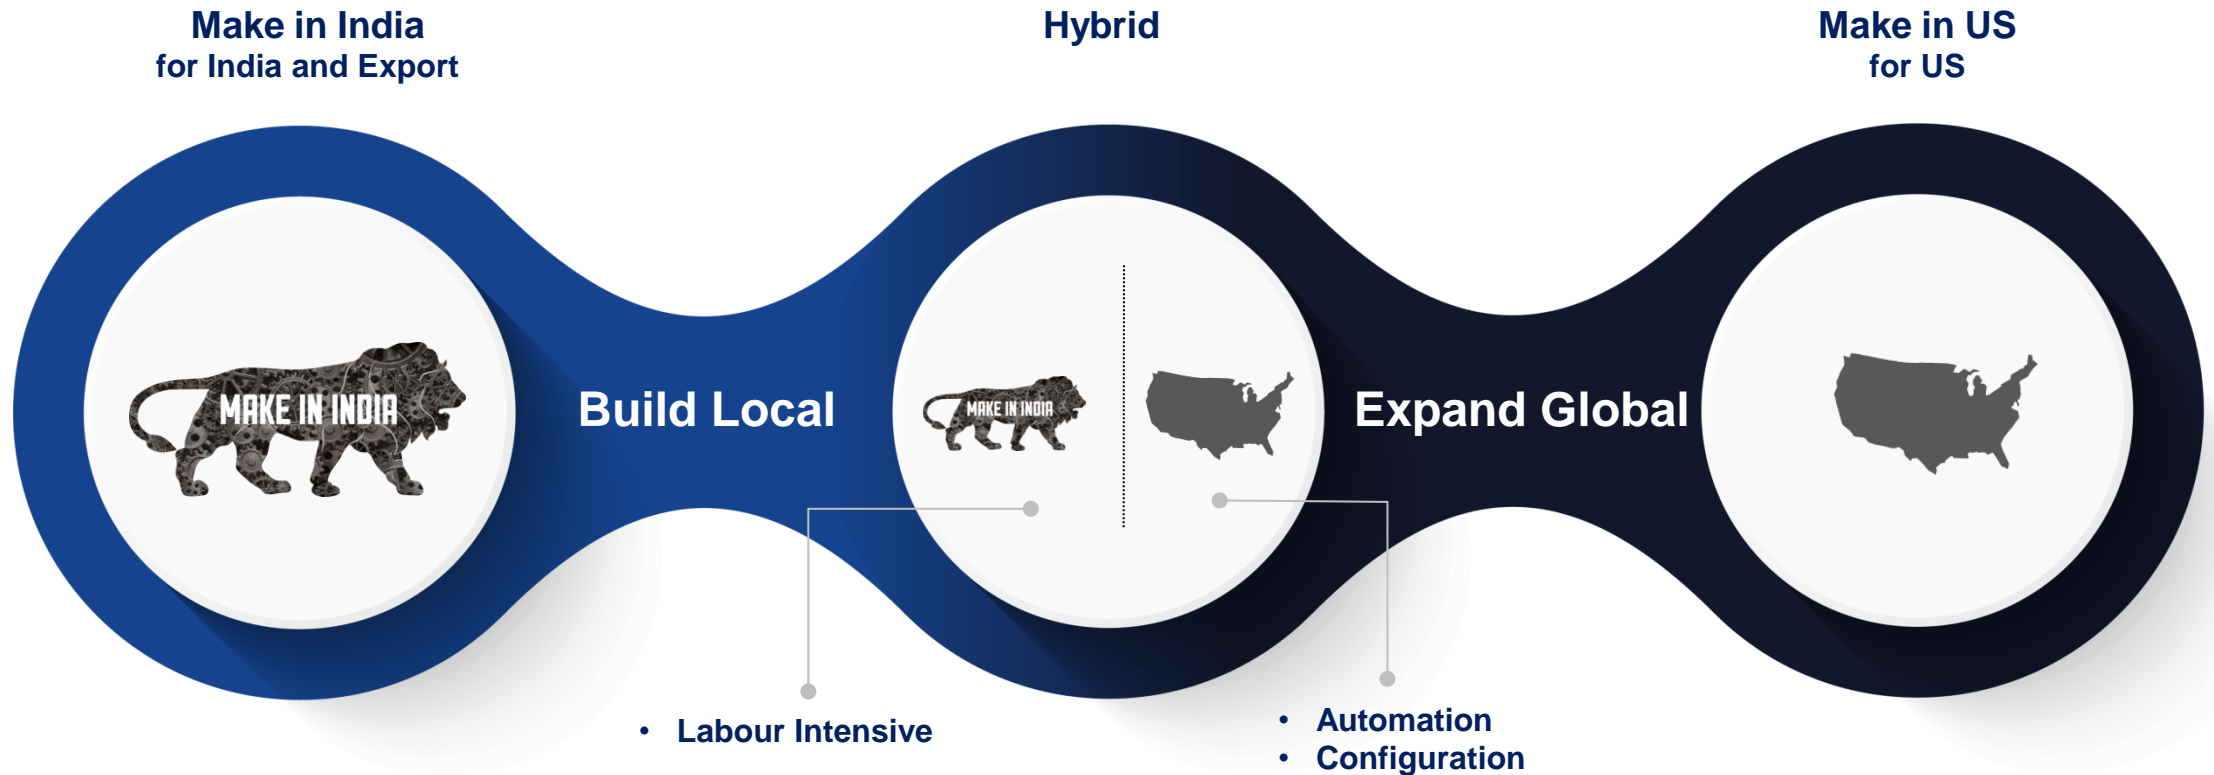 Make in India
for India and Export
Hybrid
Make in US
for US
MAKE IN INDIA
Build Local
MAKE IN INDIA
Expand Global
• Labour Intensive
• Automation
• Configuration